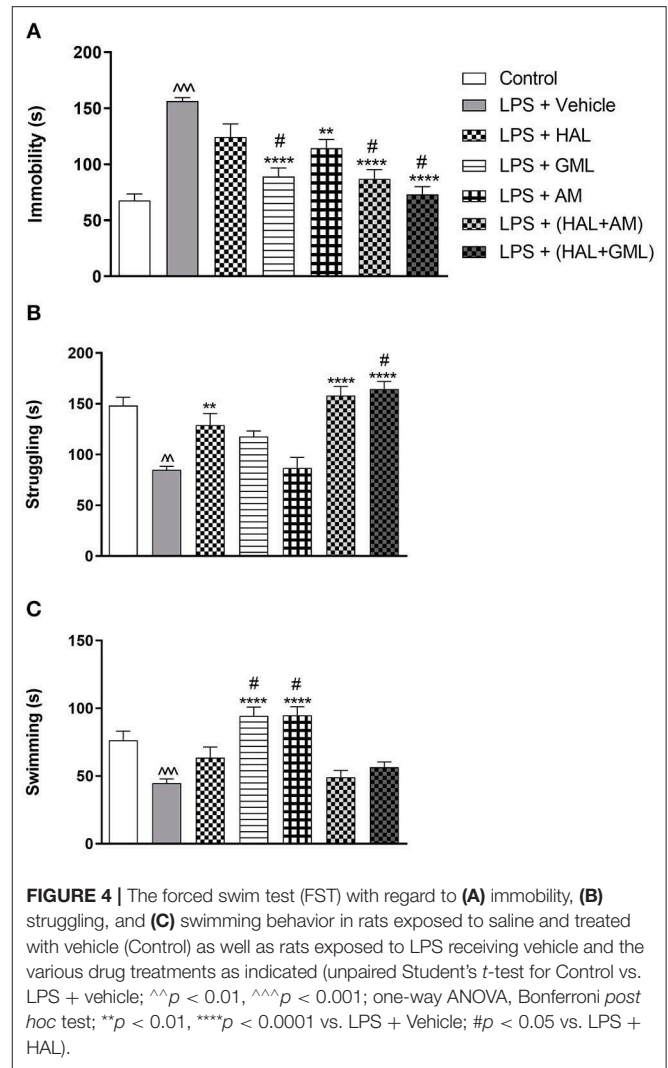 A
200
150
100
50
0
Immobility (s)
^^^
#
****
**
#
****
#
****
Control
LPS + Vehicle
LPS + HAL
LPS + GML
LPS + AM
LPS + (HAL+AM)
LPS + (HAL+GML)
B
200
150
100
50
0
Struggling (s)
^^
**
****
#
****
C
150
100
50
0
Swimming (s)
^^^
#
****
#
****
FIGURE 4 | The forced swim test (FST) with regard to (A) immobility, (B)
struggling, and (C) swimming behavior in rats exposed to saline and treated
with vehicle (Control) as well as rats exposed to LPS receiving vehicle and the
various drug treatments as indicated (unpaired Student's t-test for Control vs.
LPS + vehicle; ^^p < 0.01, ^^^p < 0.001; one-way ANOVA, Bonferroni post
hoc test; **p < 0.01, ****p < 0.0001 vs. LPS + Vehicle; #p < 0.05 vs. LPS +
HAL).